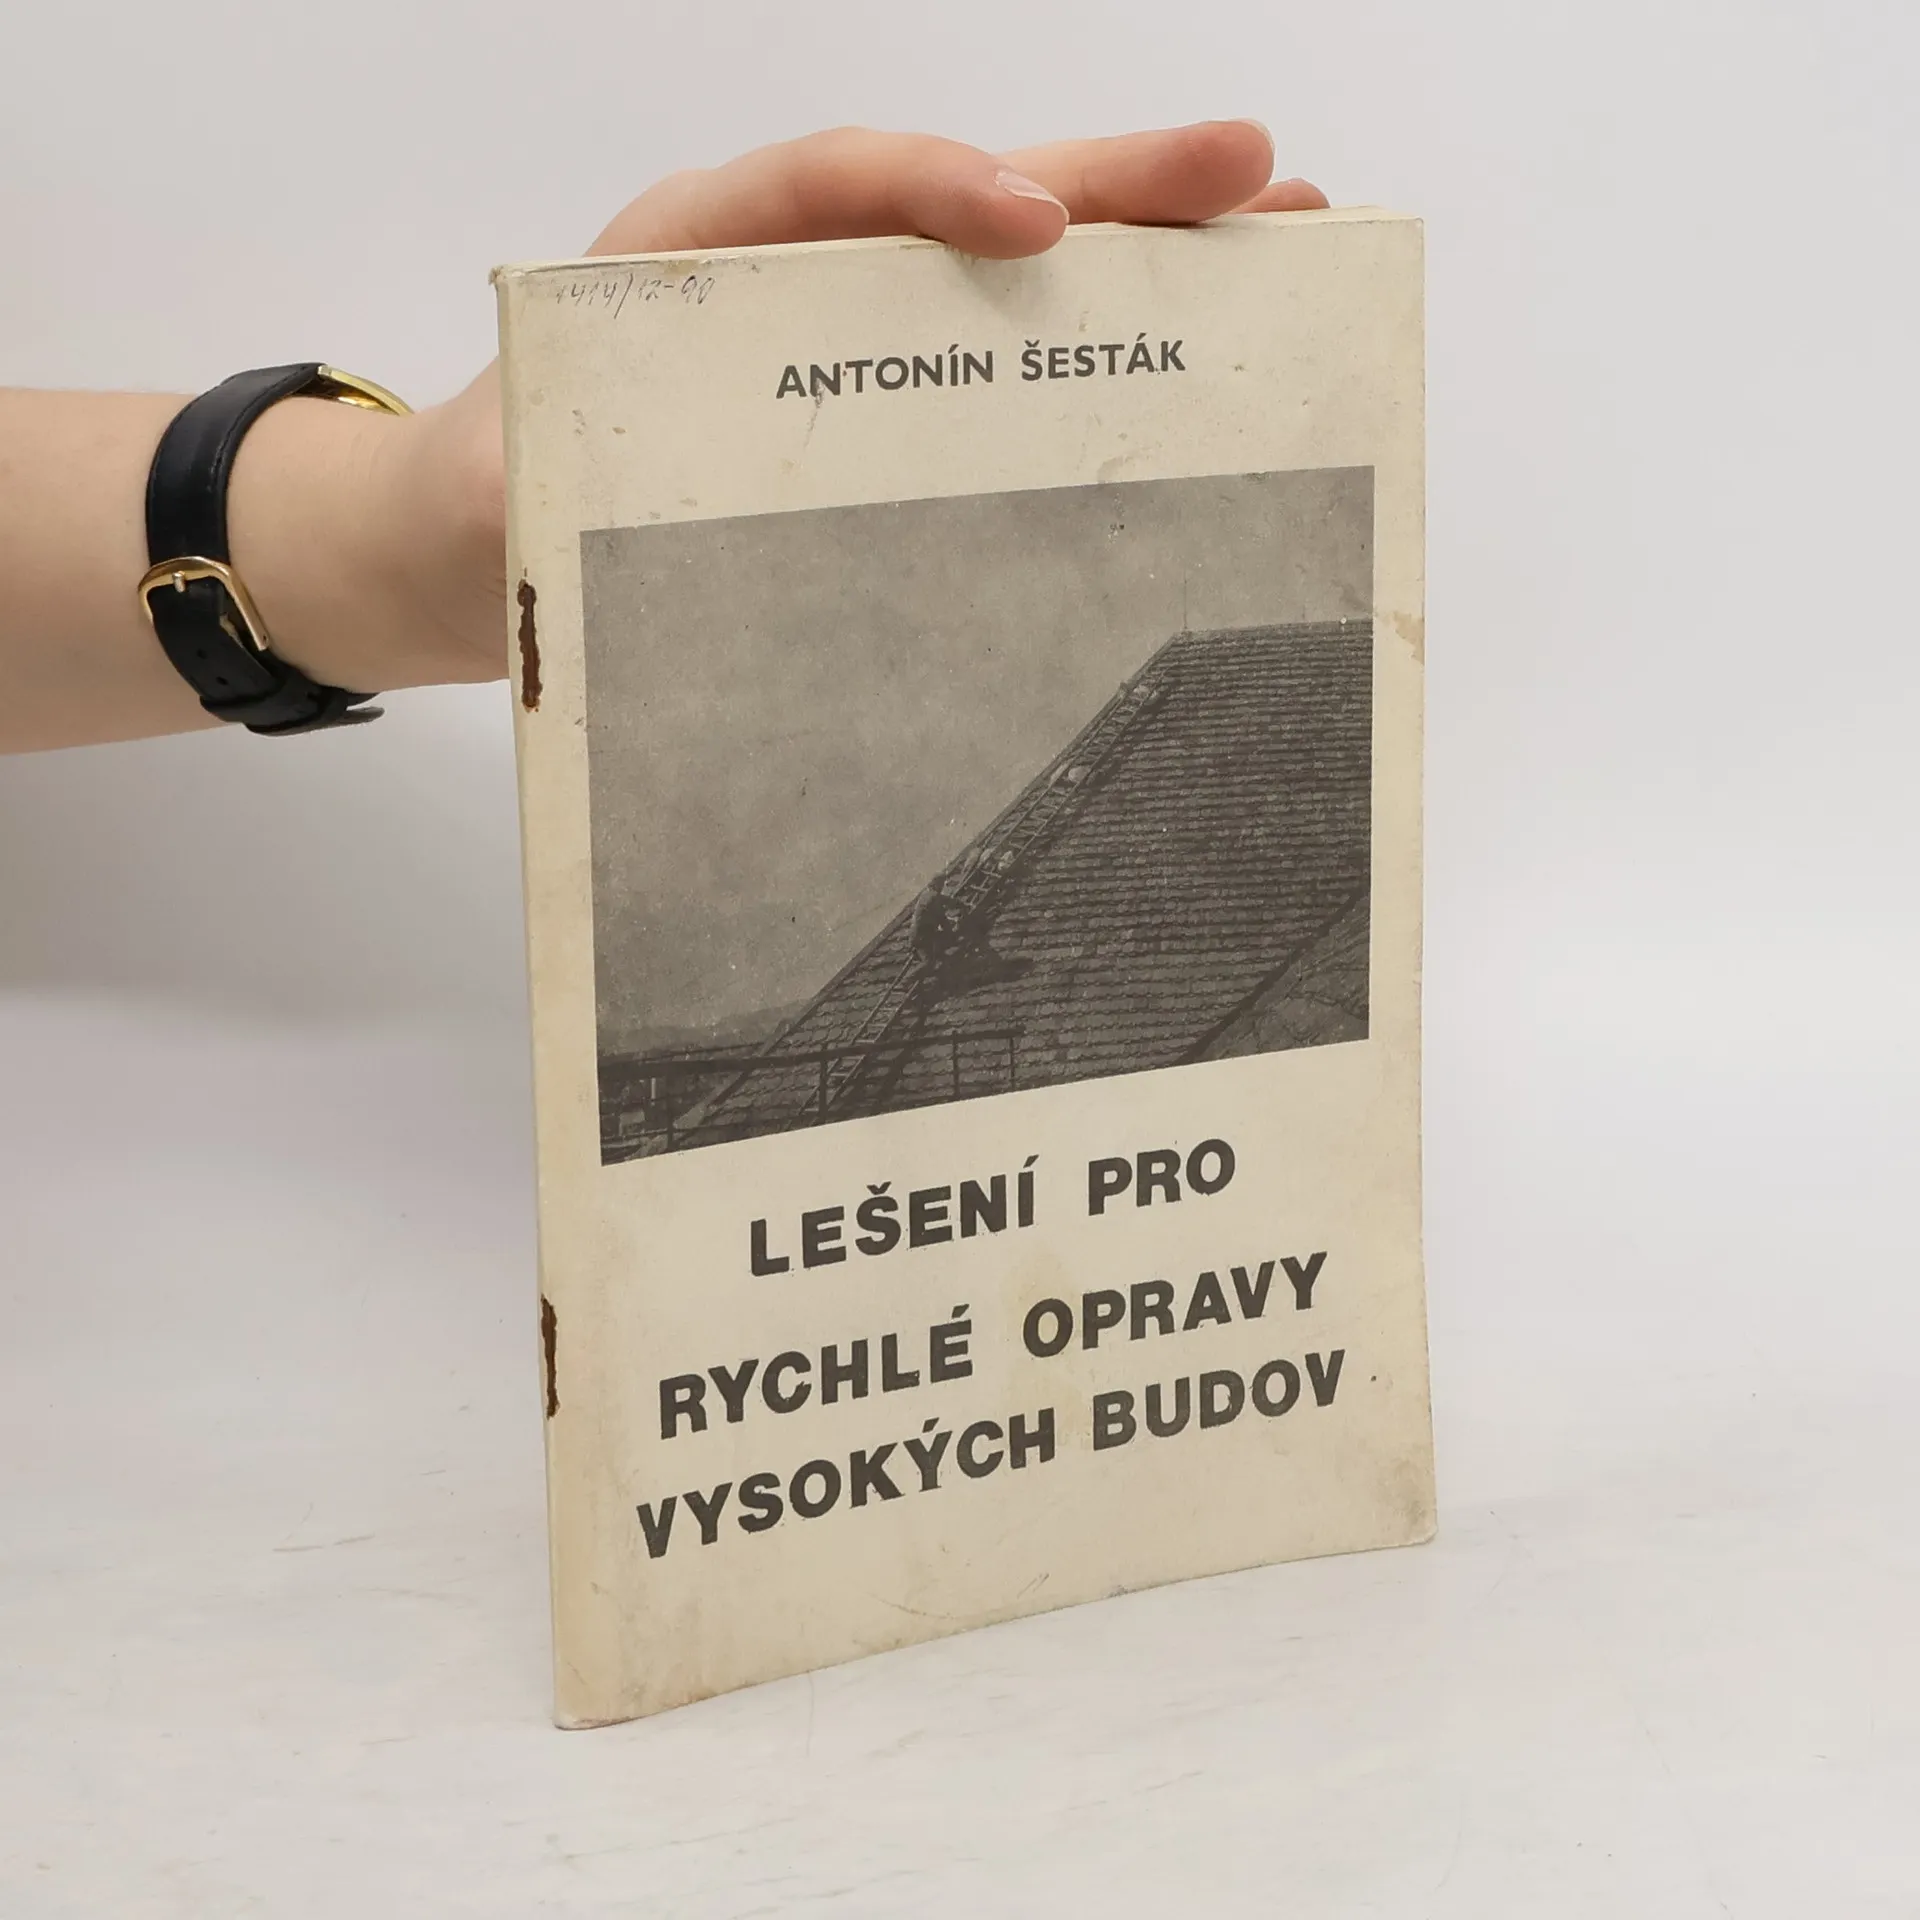 1414/12-90
ANTONÍN ŠESTÁK
LEŠENÍ PRO
RYCHLÉ OPRAVY
VYSOKÝCH BUDOV